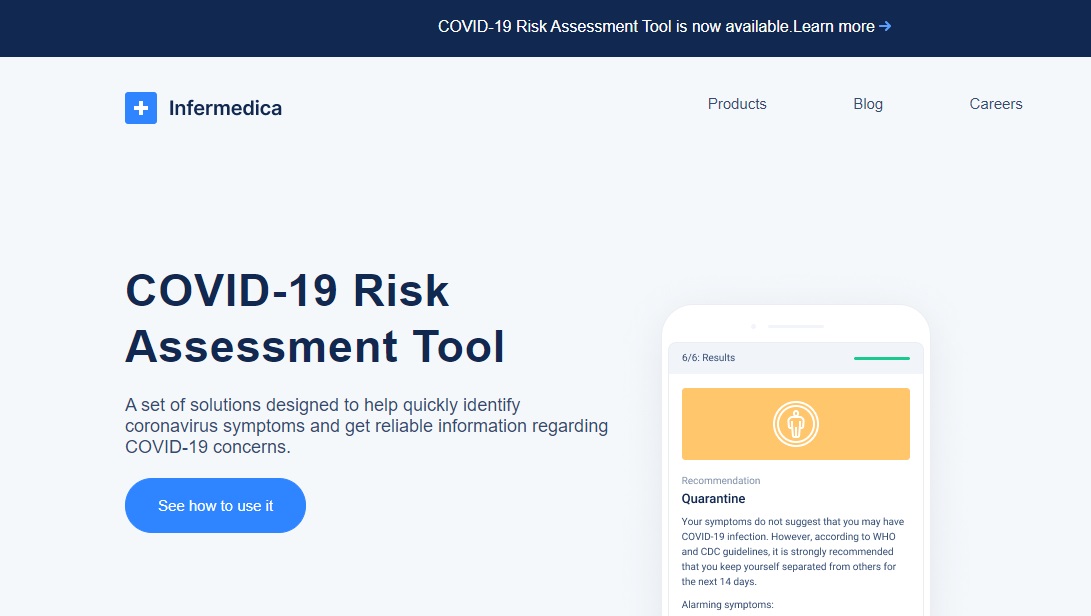 COVID-19 Risk Assessment Tool is now available.Learn more →
Infermedica
Products Blog Careers
COVID-19 Risk
Assessment Tool
A set of solutions designed to help quickly identify
coronavirus symptoms and get reliable information regarding
COVID-19 concerns.
See how to use it
6/6: Results
Recommendation
Quarantine
Your symptoms do not suggest that you may have
COVID-19 infection. However, according to WHO
and CDC guidelines, it is strongly recommended
that you keep yourself separated from others for
the next 14 days.
Alarming symptoms: